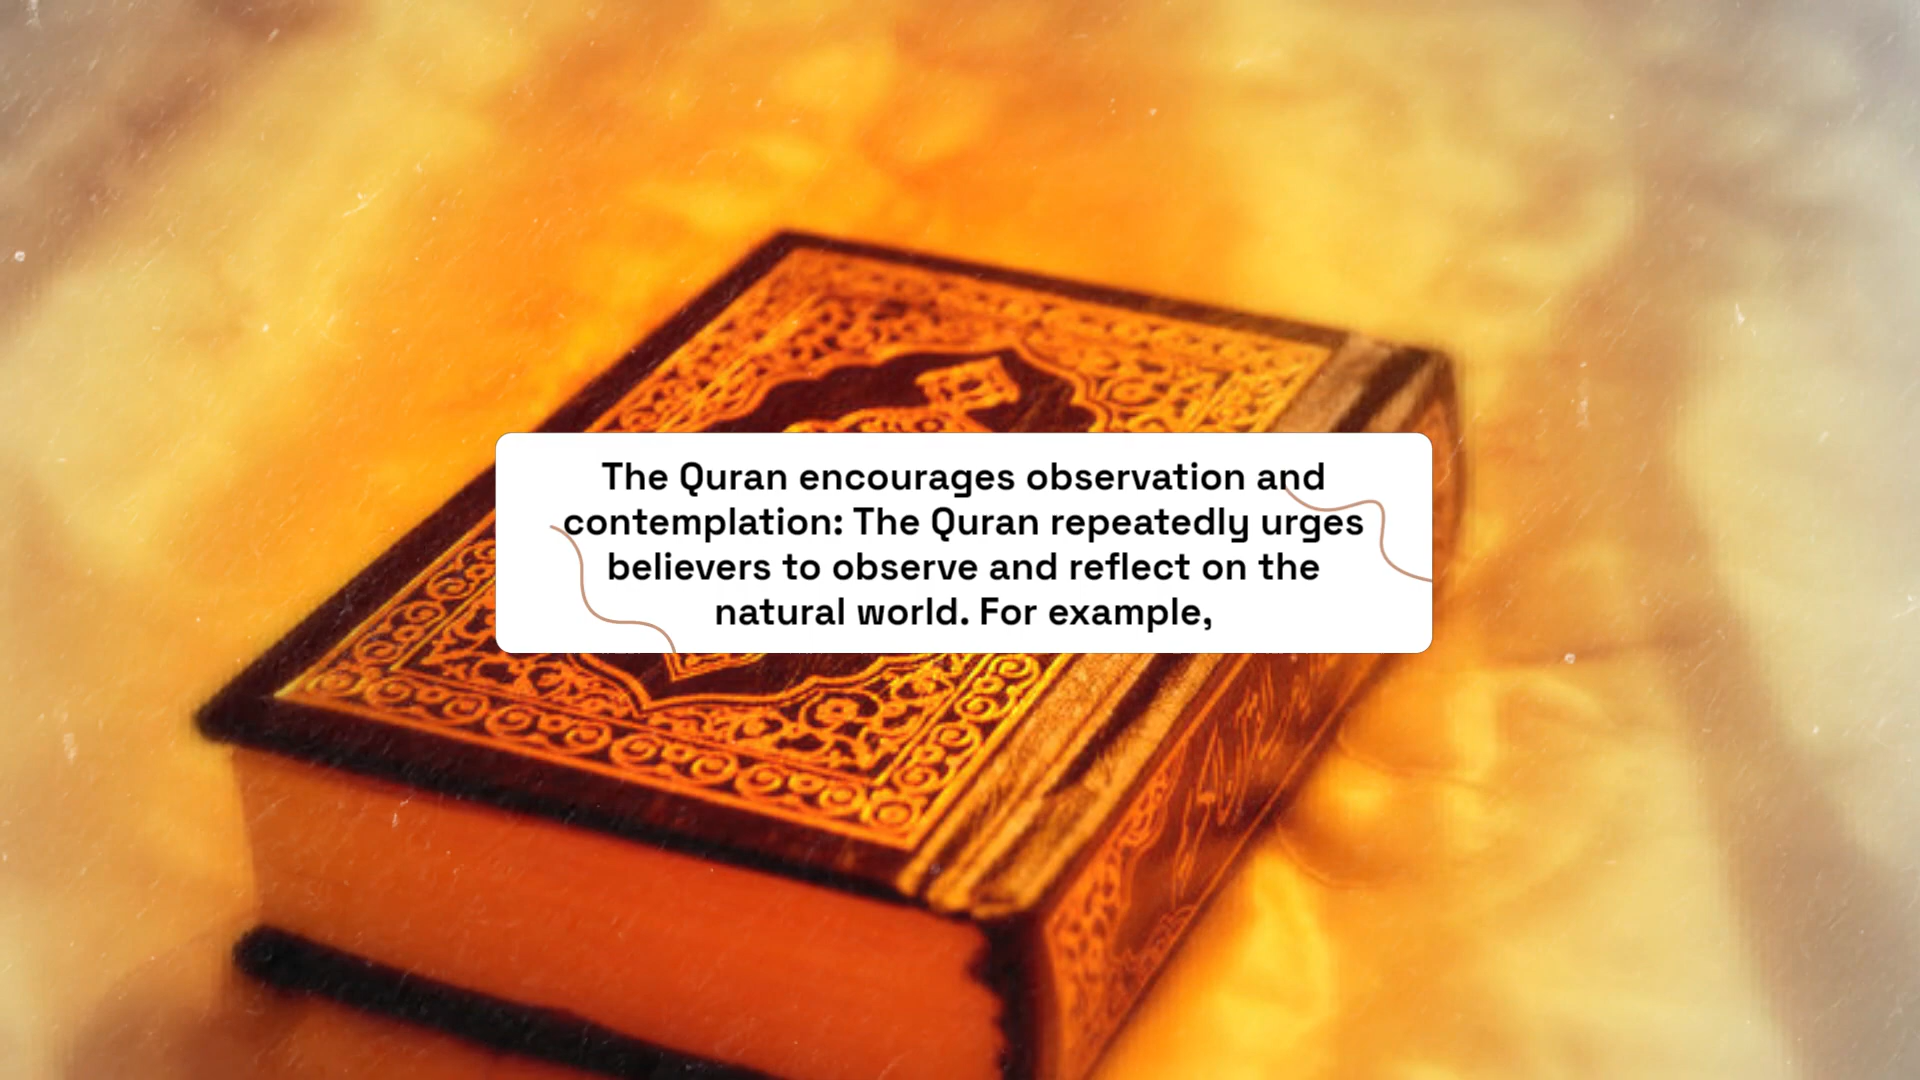 The Quran encourages observation and
contemplation: The Quran repeatedly urges
believers to observe and reflect on the
natural world. For example,